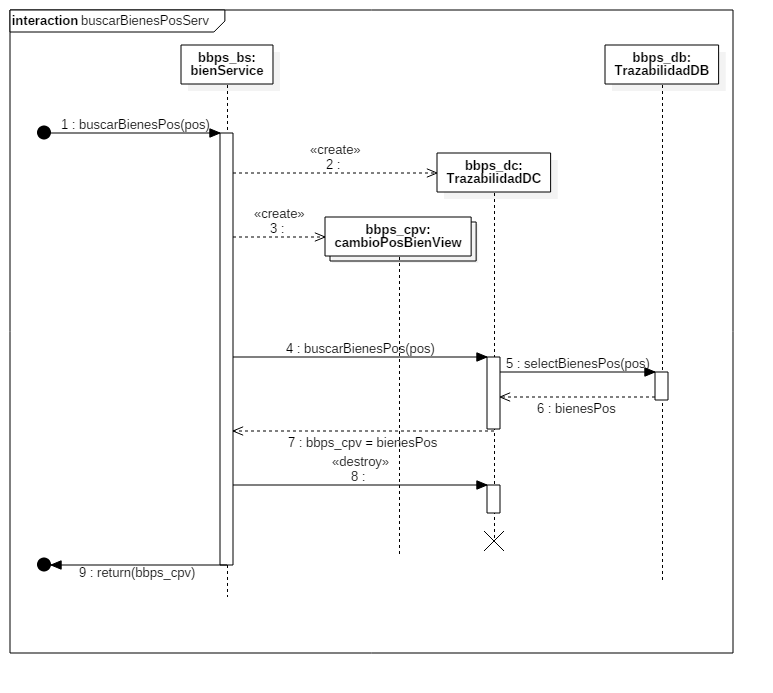 interaction buscarBienesPosServ
bbps_bs:
bienService
bbps_db:
TrazabilidadDB
1 : buscarBienesPos(pos)
«create»
2 :
bbps_dc:
TrazabilidadDC
«create»
3 :
bbps_cpv:
cambioPosBienView
4 : buscarBienesPos(pos)
5 : selectBienesPos(pos)
6 : bienesPos
7 : bbps_cpv = bienesPos
«destroy»
8 :
9 : return(bbps_cpv)